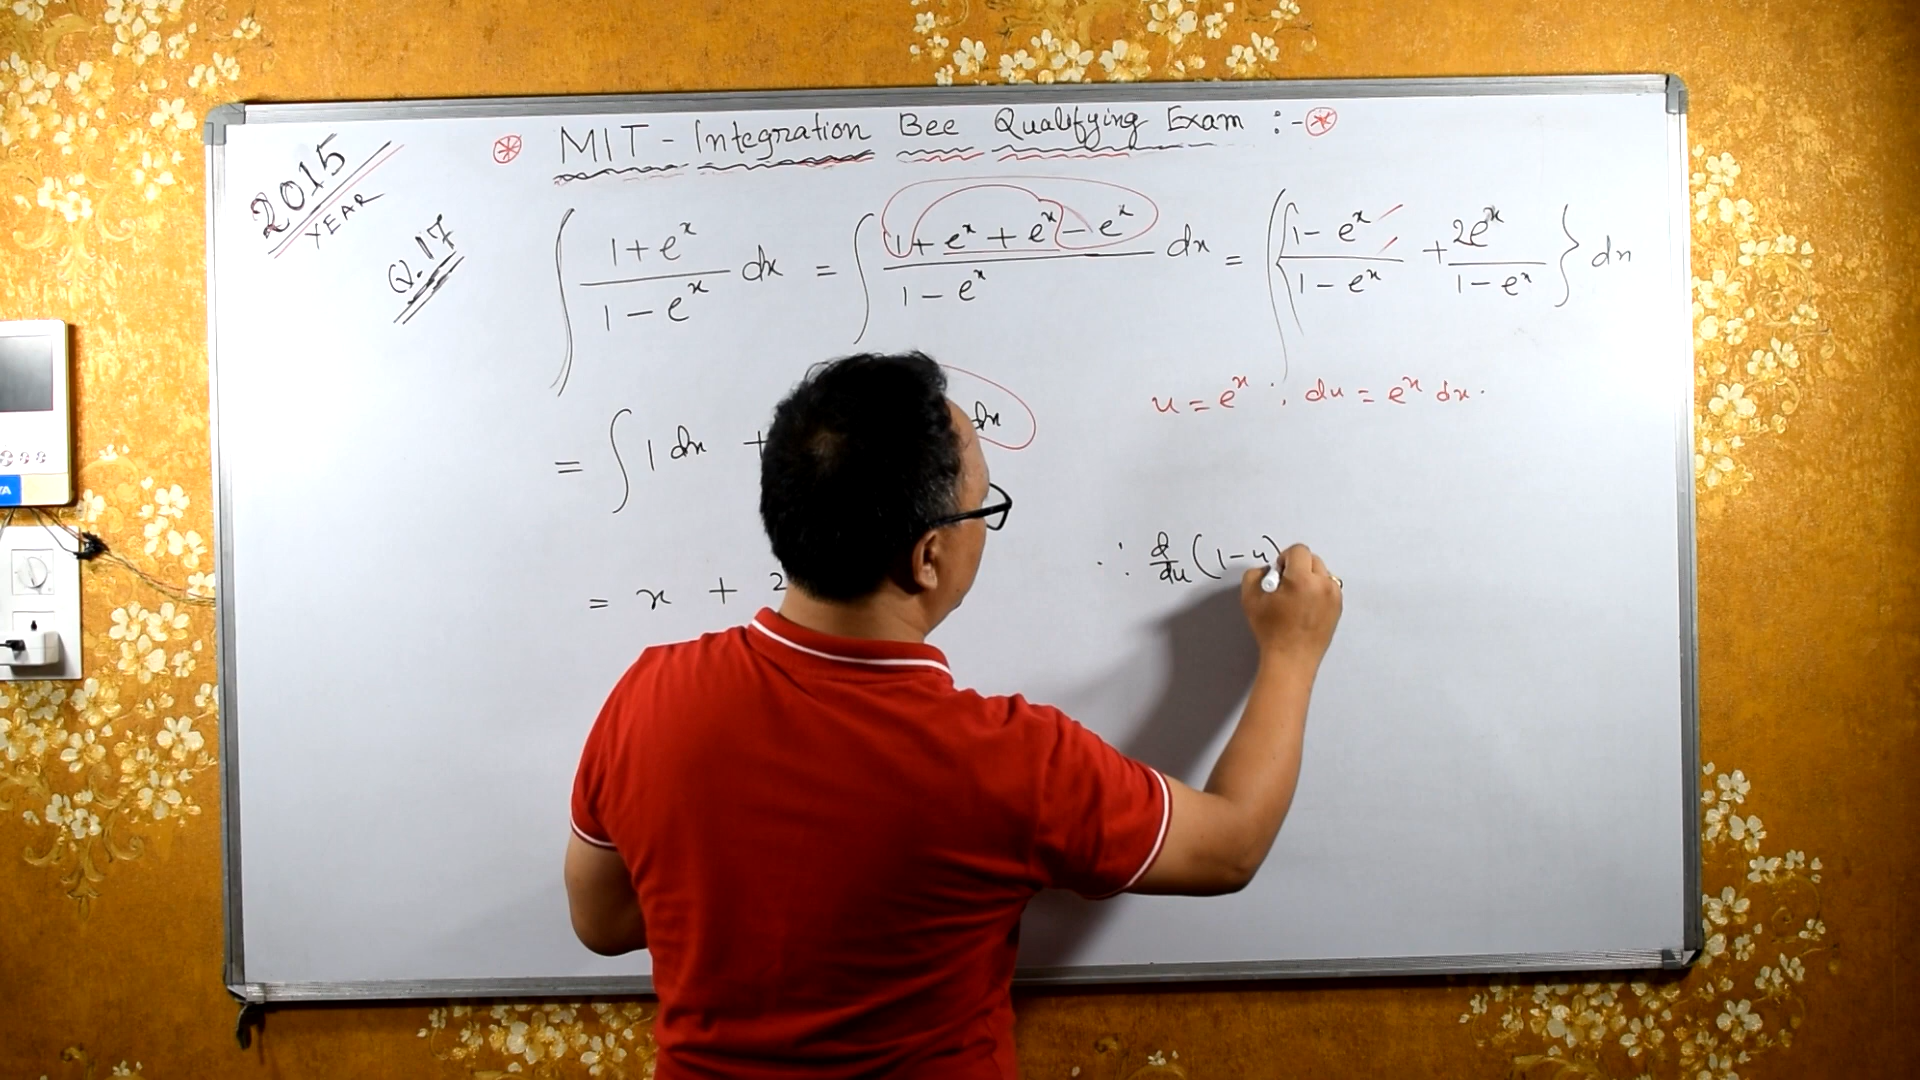 * MIT - Integration Bee Qualifying Exam :- *
2015
YEAR
Q.17
∫ (1+e^x)/(1-e^x) dx = ∫ (1+e^x+e^x-e^x)/(1-e^x) dx = ∫{ (1-e^x)/(1-e^x) + 2e^x/(1-e^x) } dx
u = e^x ; du = e^x dx.
= ∫ 1 dx + dx
∵ d/du (1-u)
= x + 2